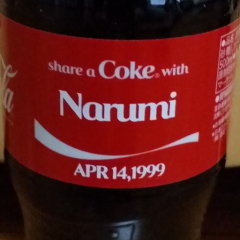 share a Coke® with
Narumi
APR 14,1999